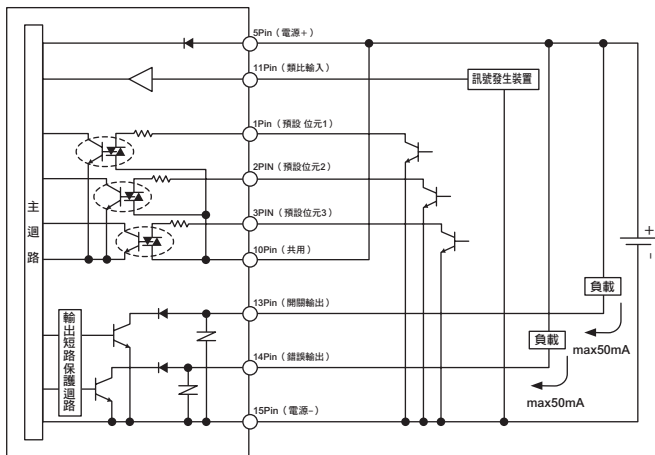 5Pin（電源+）
11Pin（類比輸入）
訊號發生裝置
1Pin（預設 位元1）
2PIN（預設位元2）
3PIN（預設位元3）
主迴路
10Pin（共用）
+
-
13Pin（開關輸出）
負載
輸出短路保護迴路
負載
max50mA
14Pin（錯誤輸出）
max50mA
15Pin（電源-）